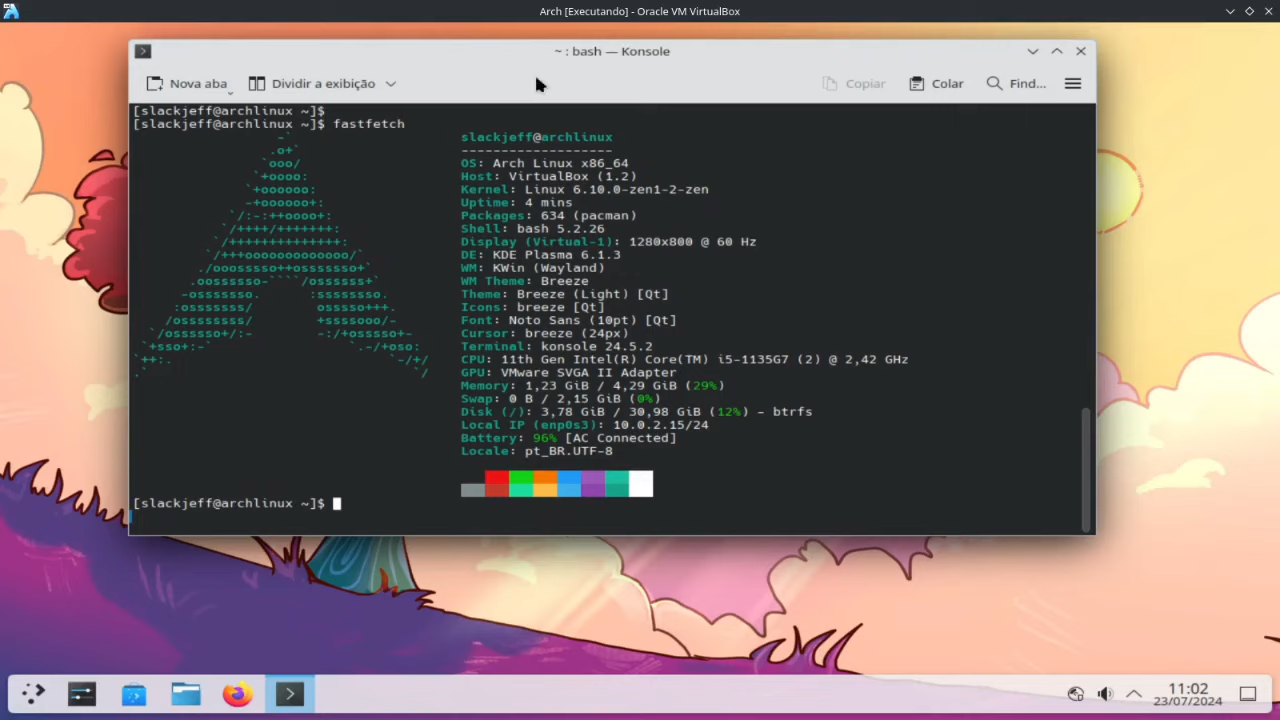 Arch [Executando] - Oracle VM VirtualBox
~ : bash — Konsole
Nova aba
Dividir a exibição
Copiar
Colar
Find...
[slackjeff@archlinux ~]$
[slackjeff@archlinux ~]$ fastfetch
slackjeff@archlinux
-------------------
OS: Arch Linux x86_64
Host: VirtualBox (1.2)
Kernel: Linux 6.10.0-zen1-2-zen
Uptime: 4 mins
Packages: 634 (pacman)
Shell: bash 5.2.26
Display (Virtual-1): 1280x800 @ 60 Hz
DE: KDE Plasma 6.1.3
WM: KWin (Wayland)
WM Theme: Breeze
Theme: Breeze (Light) [Qt]
Icons: breeze [Qt]
Font: Noto Sans (10pt) [Qt]
Cursor: breeze (24px)
Terminal: konsole 24.5.2
CPU: 11th Gen Intel(R) Core(TM) i5-1135G7 (2) @ 2,42 GHz
GPU: VMware SVGA II Adapter
Memory: 1,23 GiB / 4,29 GiB (29%)
Swap: 0 B / 2,15 GiB (0%)
Disk (/): 3,78 GiB / 30,98 GiB (12%) - btrfs
Local IP (enp0s3): 10.0.2.15/24
Battery: 96% [AC Connected]
Locale: pt_BR.UTF-8
[slackjeff@archlinux ~]$
11:02
23/07/2024